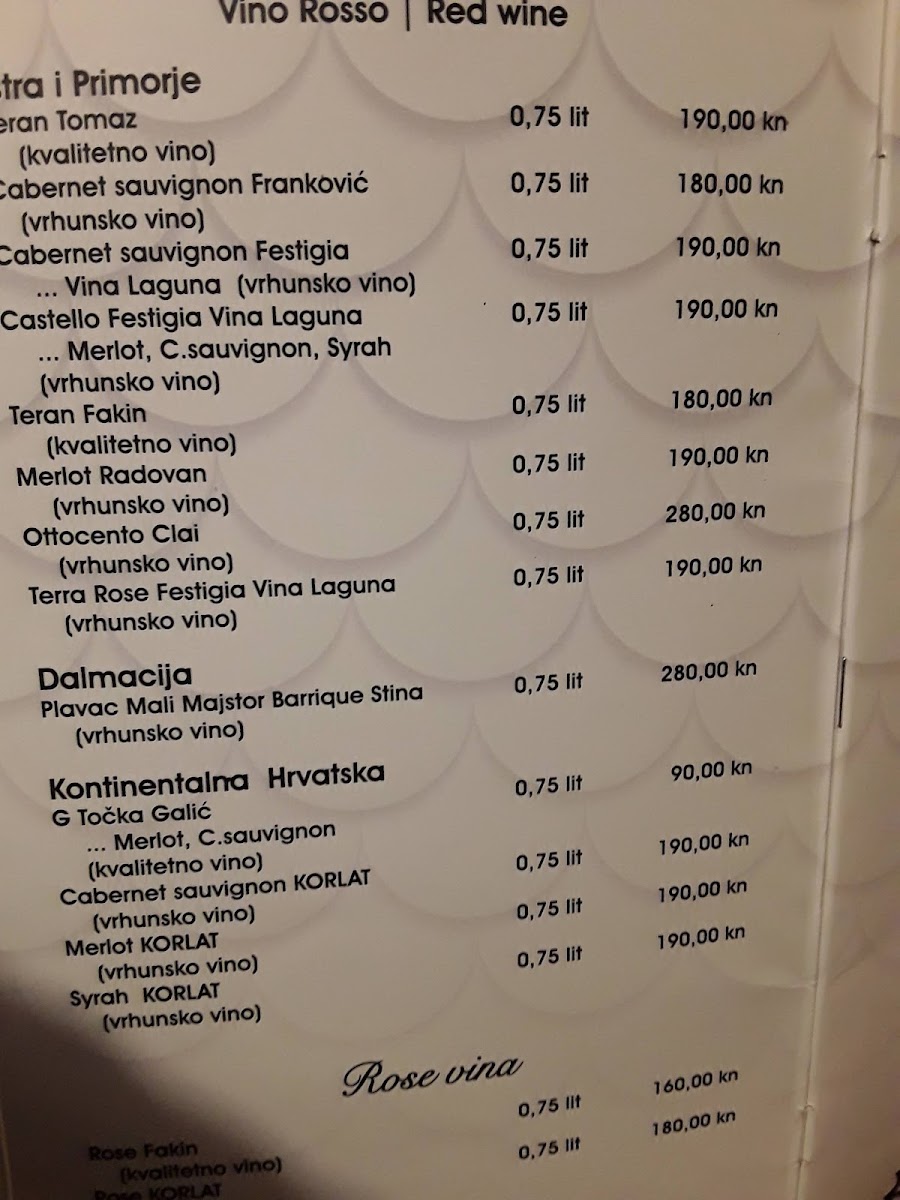 Vino Rosso | Red wine
tra i Primorje
eran Tomaz 0,75 lit 190,00 kn
(kvalitetno vino)
Cabernet sauvignon Franković 0,75 lit 180,00 kn
(vrhunsko vino)
Cabernet sauvignon Festigia 0,75 lit 190,00 kn
... Vina Laguna (vrhunsko vino)
Castello Festigia Vina Laguna 0,75 lit 190,00 kn
... Merlot, C.sauvignon, Syrah
(vrhunsko vino)
Teran Fakin 0,75 lit 180,00 kn
(kvalitetno vino)
Merlot Radovan 0,75 lit 190,00 kn
(vrhunsko vino)
Ottocento Clai 0,75 lit 280,00 kn
(vrhunsko vino)
Terra Rose Festigia Vina Laguna 0,75 lit 190,00 kn
(vrhunsko vino)
Dalmacija
Plavac Mali Majstor Barrique Stina 0,75 lit 280,00 kn
(vrhunsko vino)
Kontinentalna Hrvatska
G Točka Galić 0,75 lit 90,00 kn
... Merlot, C.sauvignon
(kvalitetno vino)
Cabernet sauvignon KORLAT 0,75 lit 190,00 kn
(vrhunsko vino)
Merlot KORLAT 0,75 lit 190,00 kn
(vrhunsko vino)
Syrah KORLAT 0,75 lit 190,00 kn
(vrhunsko vino)
Rose vina
Rose Fakin 0,75 lit 160,00 kn
(kvalitetno vino)
Rose KORLAT 0,75 lit 180,00 kn